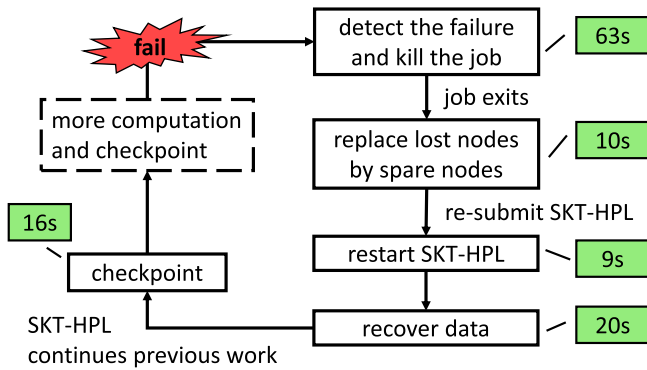 fail
detect the failure
and kill the job
63s
job exits
more computation
and checkpoint
replace lost nodes
by spare nodes
10s
re-submit SKT-HPL
16s
checkpoint
restart SKT-HPL
9s
recover data
20s
SKT-HPL
continues previous work